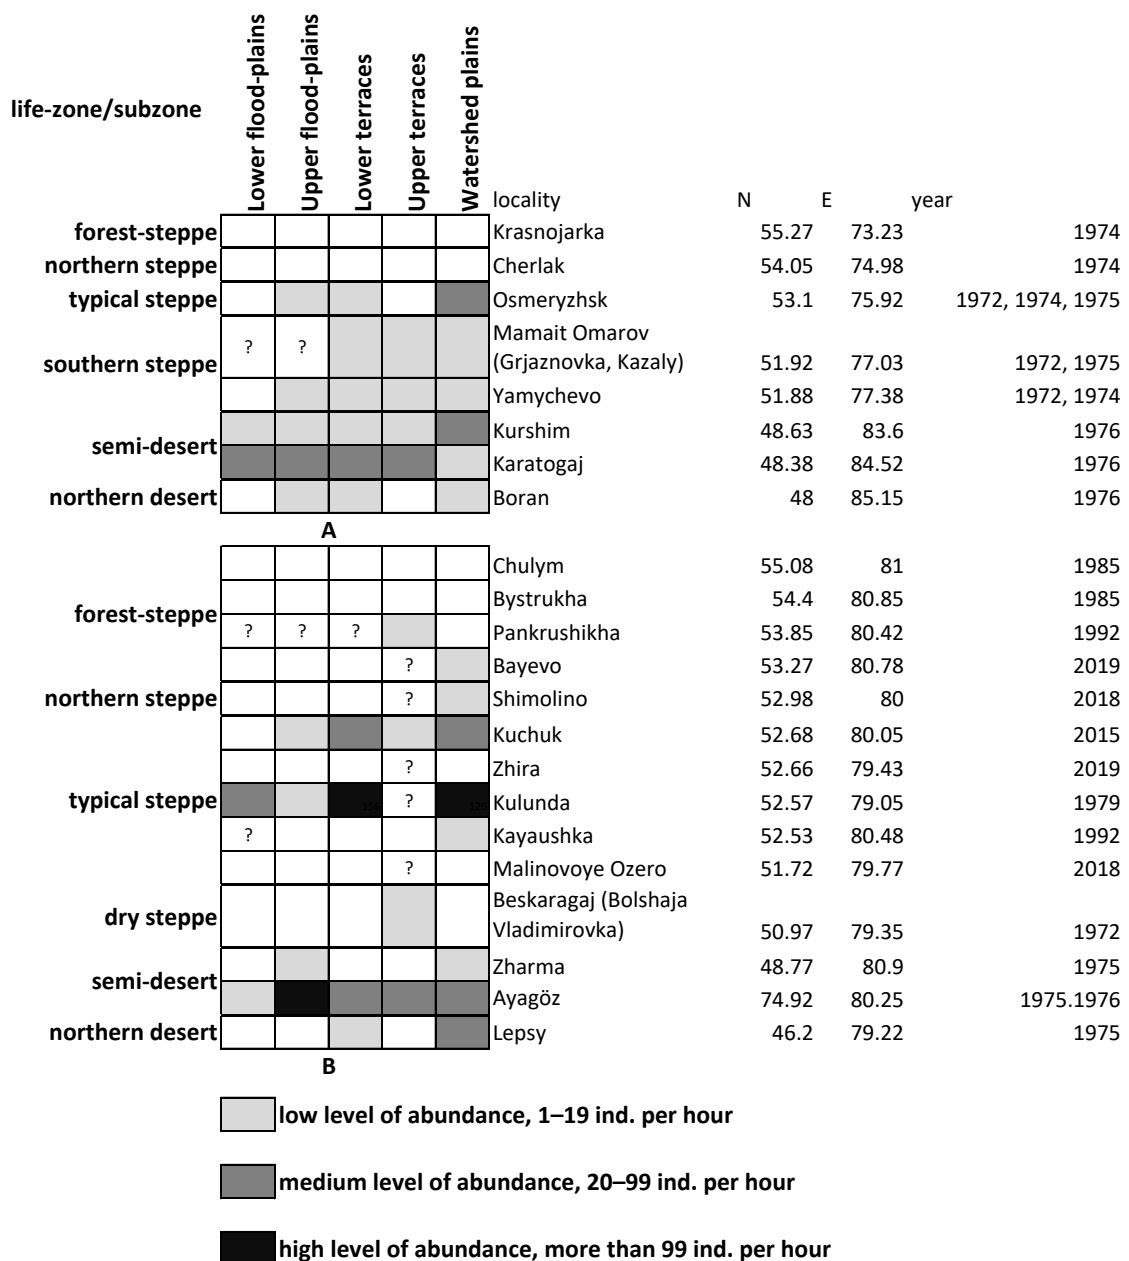 life-zone/subzone
Lower flood-plains
Upper flood-plains
Lower terraces
Upper terraces
Watershed plains
locality N E year
forest-steppe Krasnojarka 55.27 73.23 1974
northern steppe Cherlak 54.05 74.98 1974
typical steppe Osmeryzhsk 53.1 75.92 1972, 1974, 1975
southern steppe ? ? Mamait Omarov
(Grjaznovka, Kazaly) 51.92 77.03 1972, 1975
Yamychevo 51.88 77.38 1972, 1974
semi-desert Kurshim 48.63 83.6 1976
Karatogaj 48.38 84.52 1976
northern desert Boran 48 85.15 1976
A
Chulym 55.08 81 1985
forest-steppe Bystrukha 54.4 80.85 1985
? ? ? Pankrushikha 53.85 80.42 1992
? Bayevo 53.27 80.78 2019
northern steppe ? Shimolino 52.98 80 2018
Kuchuk 52.68 80.05 2015
? Zhira 52.66 79.43 2019
typical steppe ? Kulunda 52.57 79.05 1979
? Kayaushka 52.53 80.48 1992
? Malinovoye Ozero 51.72 79.77 2018
dry steppe Beskaragaj (Bolshaja
Vladimirovka) 50.97 79.35 1972
semi-desert Zharma 48.77 80.9 1975
Ayagöz 74.92 80.25 1975.1976
northern desert Lepsy 46.2 79.22 1975
B
low level of abundance, 1–19 ind. per hour
medium level of abundance, 20–99 ind. per hour
high level of abundance, more than 99 ind. per hour